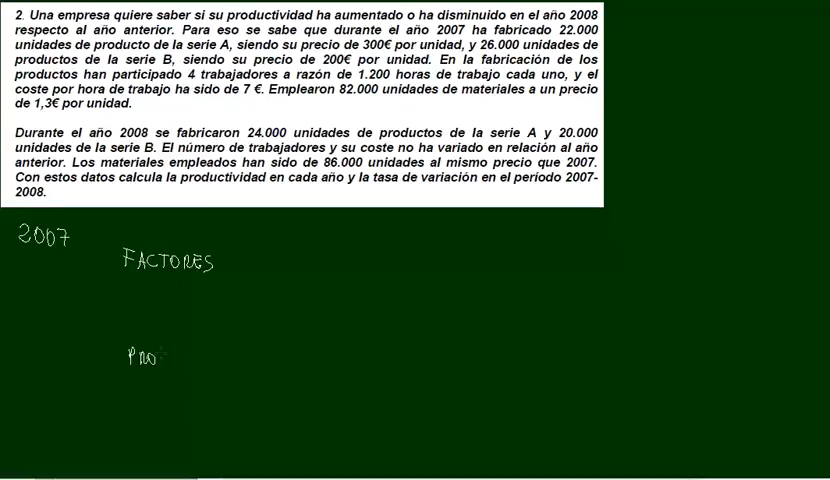 2. Una empresa quiere saber si su productividad ha aumentado o ha disminuido en el año 2008
respecto al año anterior. Para eso se sabe que durante el año 2007 ha fabricado 22.000
unidades de producto de la serie A, siendo su precio de 300€ por unidad, y 26.000 unidades de
productos de la serie B, siendo su precio de 200€ por unidad. En la fabricación de los
productos han participado 4 trabajadores a razón de 1.200 horas de trabajo cada uno, y el
coste por hora de trabajo ha sido de 7 €. Emplearon 82.000 unidades de materiales a un precio
de 1,3€ por unidad.
Durante el año 2008 se fabricaron 24.000 unidades de productos de la serie A y 20.000
unidades de la serie B. El número de trabajadores y su coste no ha variado en relación al año
anterior. Los materiales empleados han sido de 86.000 unidades al mismo precio que 2007.
Con estos datos calcula la productividad en cada año y la tasa de variación en el período 2007-
2008.
2007
FACTORES
PRO